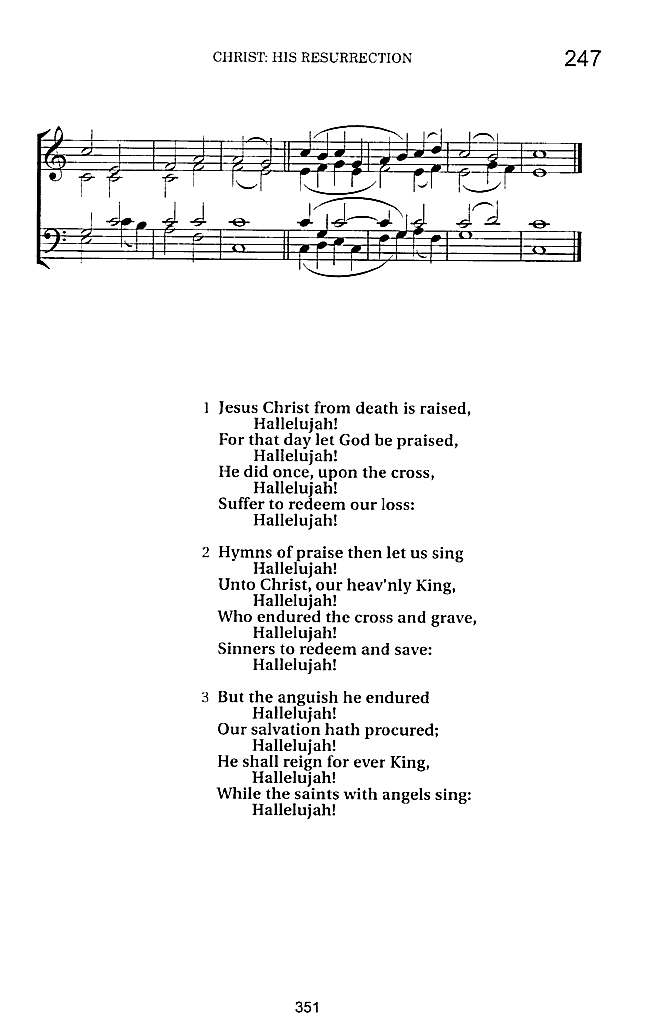 CHRIST: HIS RESURRECTION 247
1 Jesus Christ from death is raised,
Hallelujah!
For that day let God be praised,
Hallelujah!
He did once, upon the cross,
Hallelujah!
Suffer to redeem our loss:
Hallelujah!
2 Hymns of praise then let us sing
Hallelujah!
Unto Christ, our heav'nly King,
Hallelujah!
Who endured the cross and grave,
Hallelujah!
Sinners to redeem and save:
Hallelujah!
3 But the anguish he endured
Hallelujah!
Our salvation hath procured;
Hallelujah!
He shall reign for ever King,
Hallelujah!
While the saints with angels sing:
Hallelujah!
351